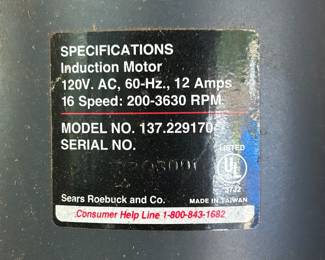 SPECIFICATIONS
Induction Motor
120V. AC, 60-Hz., 12 Amps
16 Speed: 200-3630 RPM
MODEL NO. 137.229170
SERIAL NO.
LISTED
UL
37J2
Sears Roebuck and Co.
MADE IN TAIWAN
Consumer Help Line 1-800-843-1682